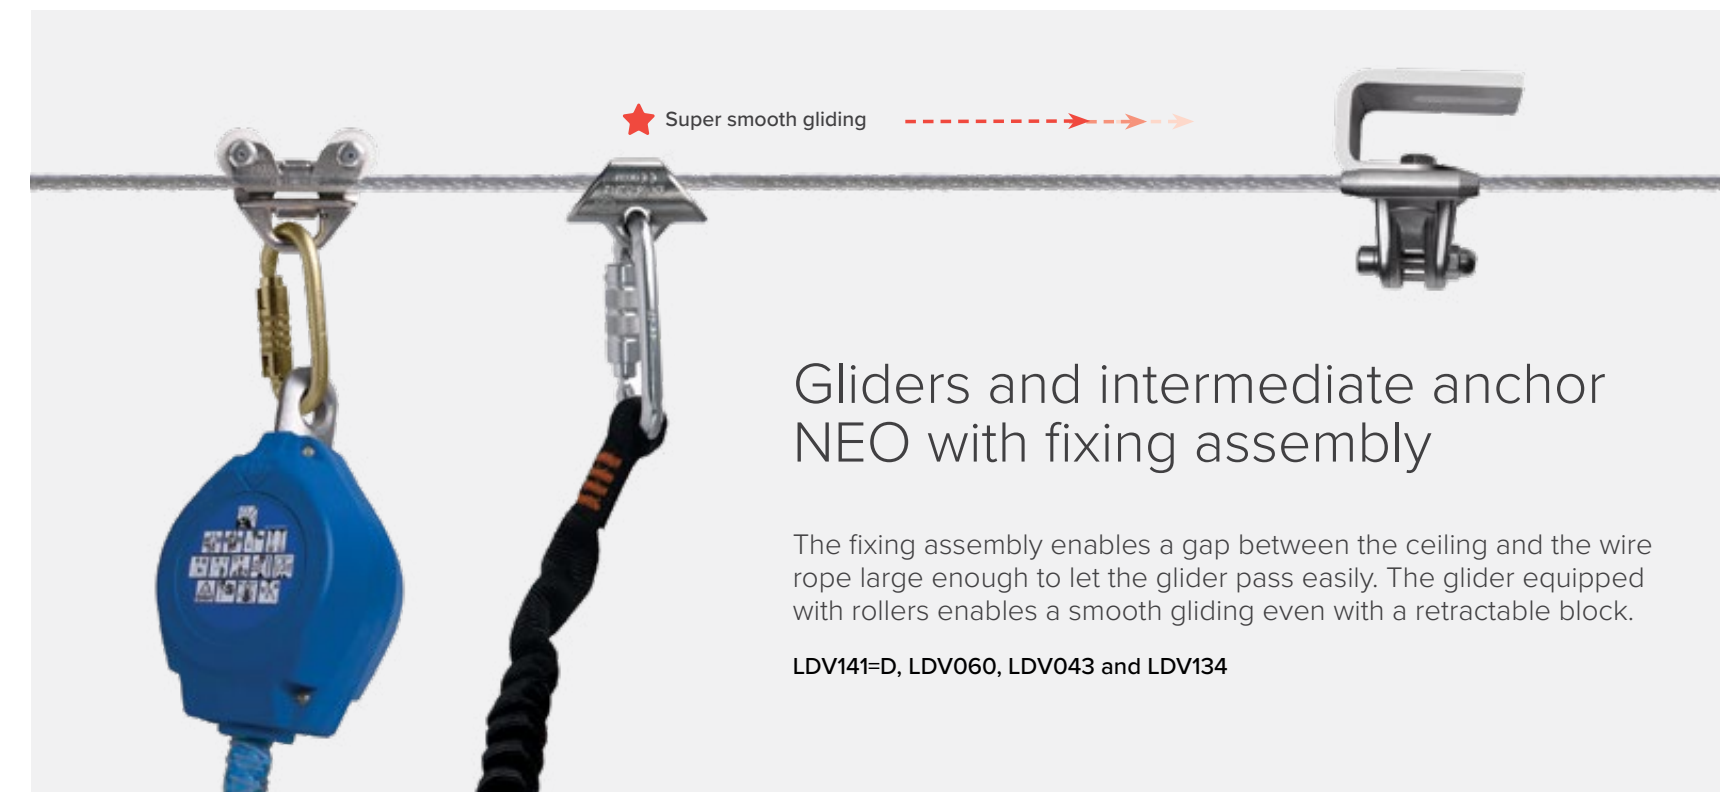 Super smooth gliding
Gliders and intermediate anchor
NEO with fixing assembly
The fixing assembly enables a gap between the ceiling and the wire
rope large enough to let the glider pass easily. The glider equipped
with rollers enables a smooth gliding even with a retractable block.
LDV141=D, LDV060, LDV043 and LDV134